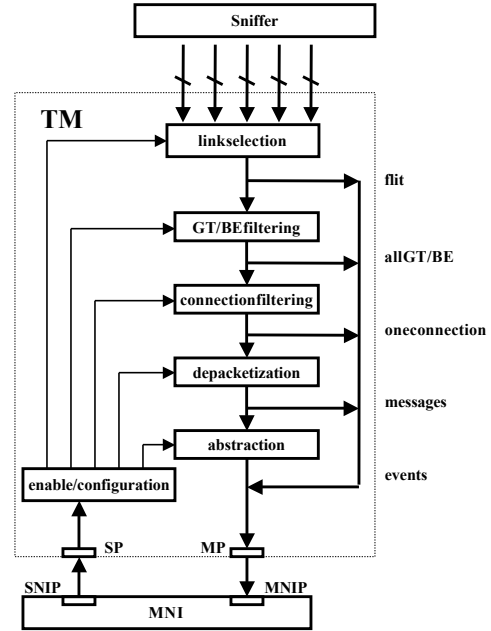 Sniffer
TM
linkselection
flit
GT/BEfiltering
allGT/BE
connectionfiltering
oneconnection
depacketization
messages
abstraction
events
enable/configuration
SP
MP
SNIP
MNIP
MNI